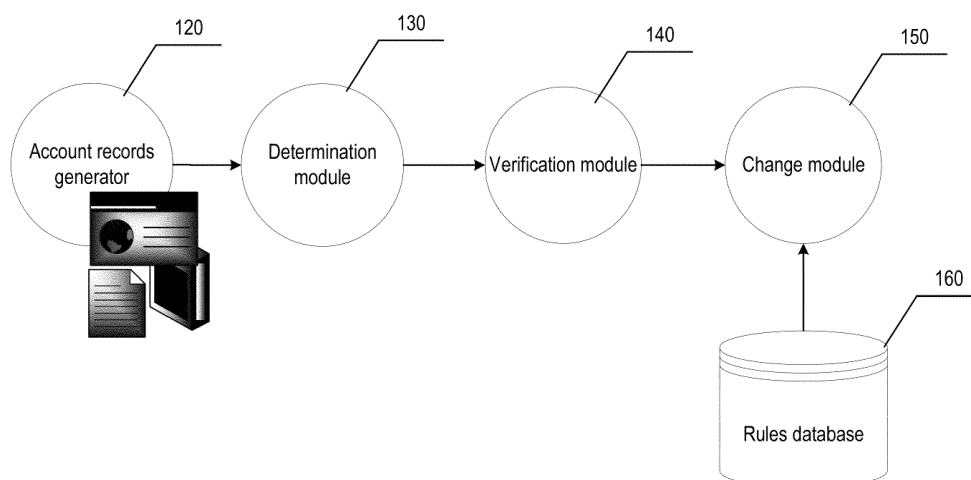 120
130
140
150
Account records
generator
Determination
module
Verification module
Change module
160
Rules database